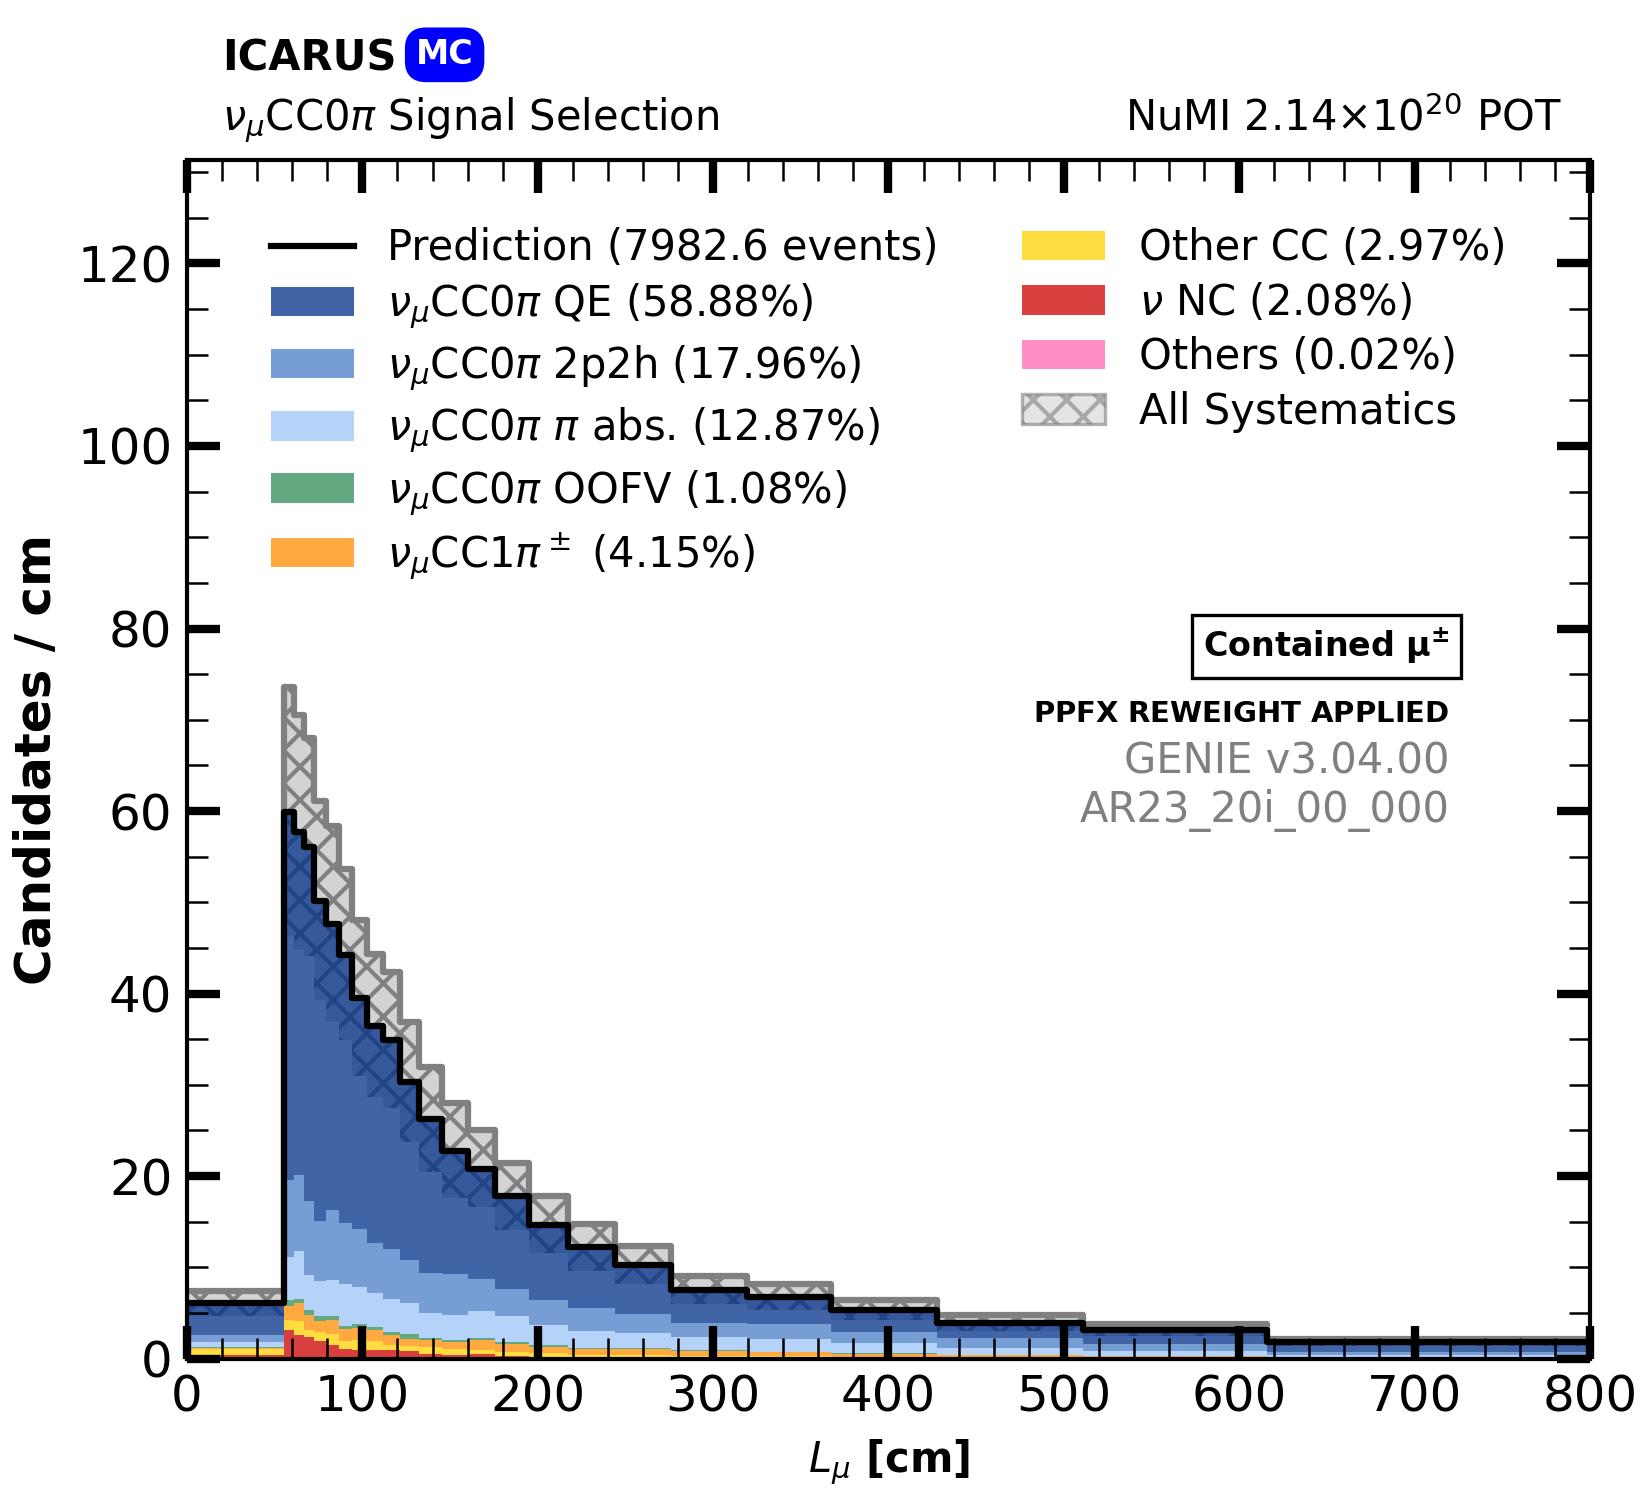 ICARUS MC
νμCC0π Signal Selection
NuMI 2.14×10²⁰ POT
Prediction (7982.6 events)
νμCC0π QE (58.88%)
νμCC0π 2p2h (17.96%)
νμCC0π π abs. (12.87%)
νμCC0π OOFV (1.08%)
νμCC1π± (4.15%)
Other CC (2.97%)
ν NC (2.08%)
Others (0.02%)
All Systematics
Contained μ±
PPFX REWEIGHT APPLIED
GENIE v3.04.00
AR23_20i_00_000
Candidates / cm
120
100
80
60
40
20
0
0 100 200 300 400 500 600 700 800
Lμ [cm]